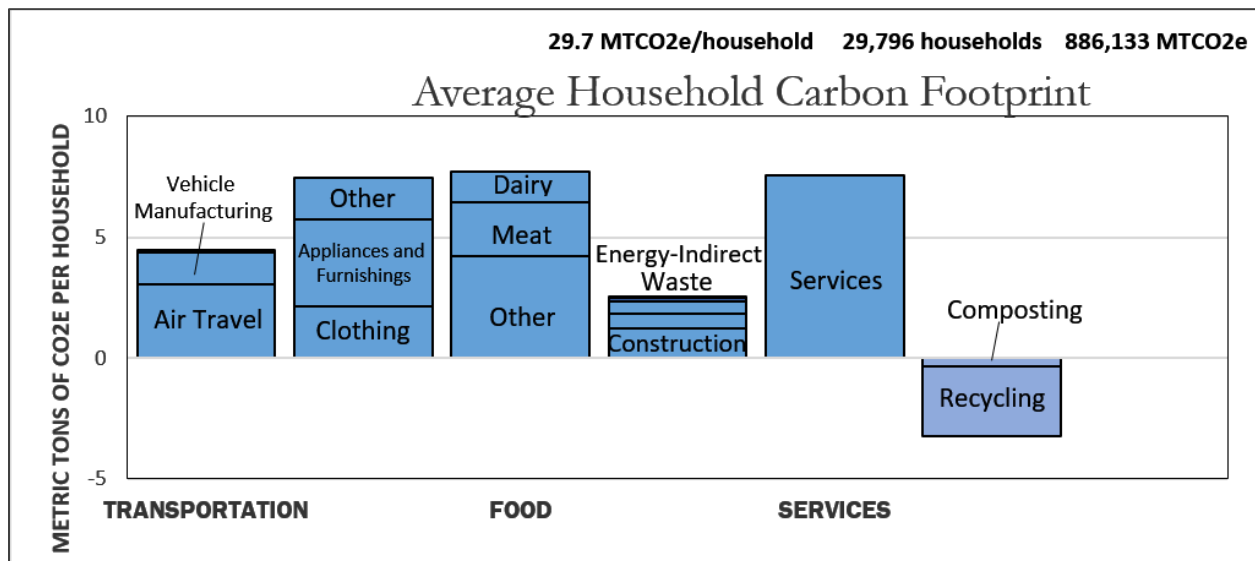 29.7 MTCO2e/household 29,796 households 886,133 MTCO2e
Average Household Carbon Footprint
METRIC TONS OF CO2E PER HOUSEHOLD
10
5
0
-5
Vehicle
Manufacturing
Air Travel
Other
Appliances and
Furnishings
Clothing
Dairy
Meat
Other
Energy-Indirect
Waste
Construction
Services
Composting
Recycling
TRANSPORTATION
FOOD
SERVICES